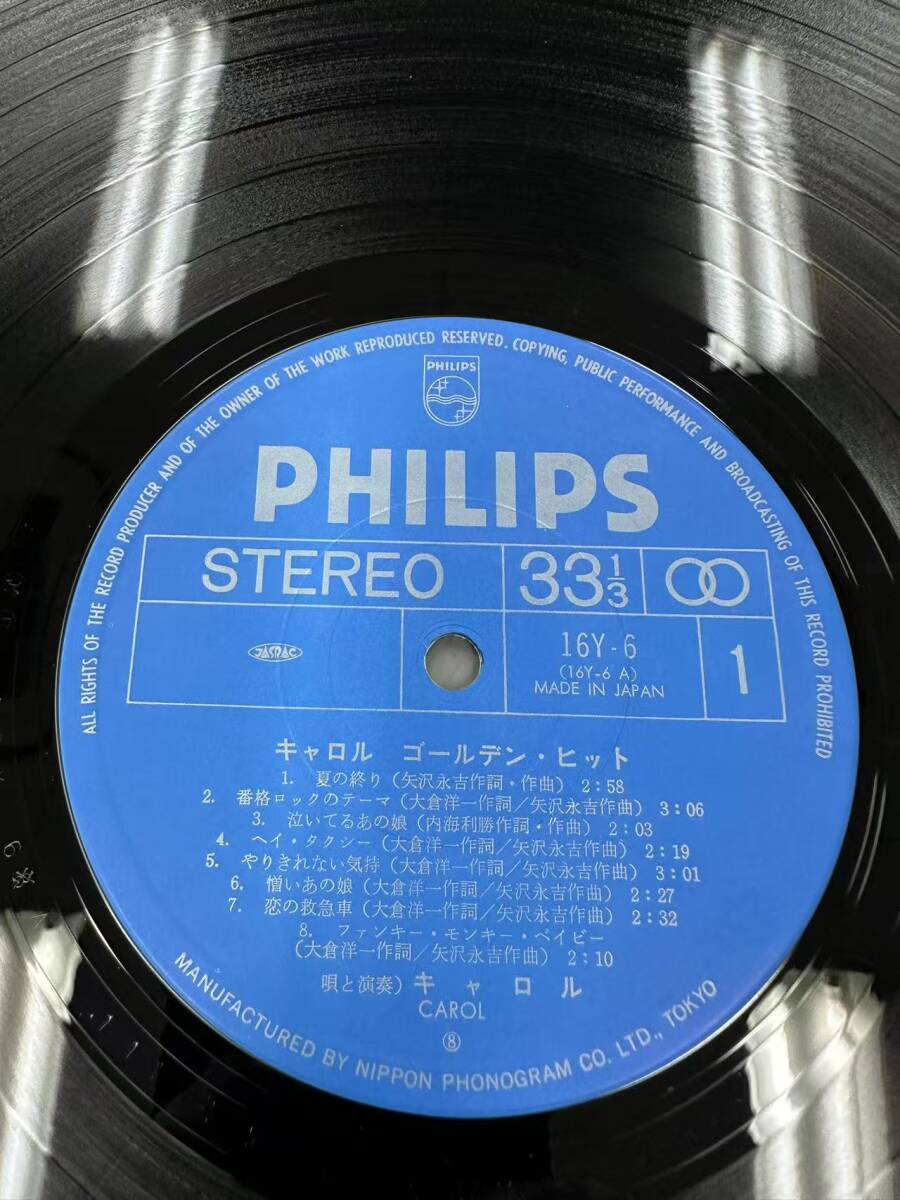 ALL RIGHTS OF THE RECORD PRODUCER AND OF THE OWNER OF THE WORK REPRODUCED RESERVED. COPYING, PUBLIC PERFORMANCE AND BROADCASTING OF THIS RECORD PROHIBITED
PHILIPS
PHILIPS
STEREO 33 1/3
JASRAC 16Y-6 1
(16Y-6 A)
MADE IN JAPAN
キャロル ゴールデン・ヒット
1. 夏の終り(矢沢永吉作詞・作曲) 2:58
2. 番格ロックのテーマ(大倉洋一作詞/矢沢永吉作曲) 3:06
3. 泣いてるあの娘(内海利勝作詞・作曲) 2:03
4. ヘイ・タクシー(大倉洋一作詞/矢沢永吉作曲) 2:19
5. やりきれない気持(大倉洋一作詞/矢沢永吉作曲) 3:01
6. 憎いあの娘(大倉洋一作詞/矢沢永吉作曲) 2:27
7. 恋の救急車(大倉洋一作詞/矢沢永吉作曲) 2:32
8. ファンキー・モンキー・ベイビー
(大倉洋一作詞/矢沢永吉作曲) 2:10
唄と演奏) キャロル
CAROL
⑧
MANUFACTURED BY NIPPON PHONOGRAM CO. LTD., TOKYO